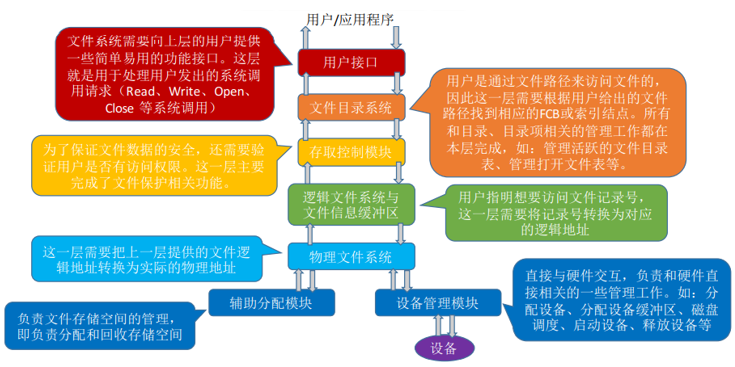 用户/应用程序
文件系统需要向上层的用户提供
一些简单易用的功能接口。这层
就是用于处理用户发出的系统调
用请求（Read、Write、Open、
Close 等系统调用）
用户接口
用户是通过文件路径来访问文件的，
因此这一层需要根据用户给出的文件
路径找到相应的FCB或索引结点。所有
和目录、目录项相关的管理工作都在
本层完成，如：管理活跃的文件目录
表、管理打开文件表等。
文件目录系统
为了保证文件数据的安全，还需要验
证用户是否有访问权限。这一层主要
完成了文件保护相关功能。
存取控制模块
逻辑文件系统与
文件信息缓冲区
用户指明想要访问文件记录号，
这一层需要将记录号转换为对应
的逻辑地址
这一层需要把上一层提供的文件逻
辑地址转换为实际的物理地址
物理文件系统
辅助分配模块
设备管理模块
直接与硬件交互，负责和硬件直
接相关的一些管理工作。如：分
配设备、分配设备缓冲区、磁盘
调度、启动设备、释放设备等
负责文件存储空间的管理，
即负责分配和回收存储空间
设备